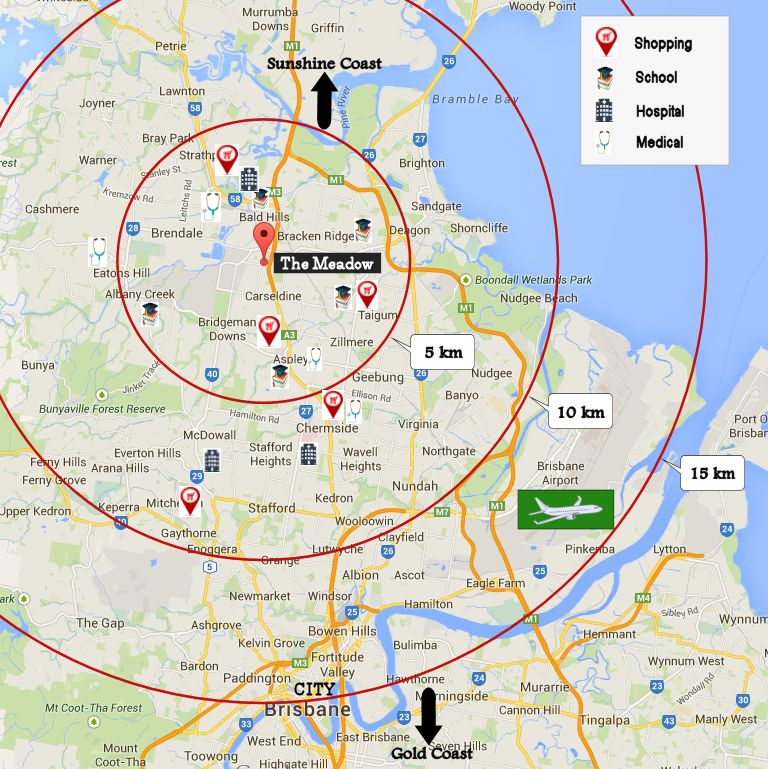 Murrumba
Downs
Griffin
Woody Point
Petrie
M1
Sunshine Coast
26
Shopping
School
Hospital
Medical
Lawnton
58
Joyner
Pine River
Bramble Bay
Bray Park
27
Warner
Stanley St
26
Brighton
Kremzow Rd
Leitchs Rd
M1
M3
58
Cashmere
Sandgate
Bald Hills
28
Brendale
Bracken Ridge
Deagon
Shorncliffe
The Meadow
Eatons Hill
Boondall Wetlands Park
Albany Creek
Carseldine
Nudgee Beach
M1
Taigum
Bridgeman
Downs
A3
Zillmere
5 km
Aspley
Bunya
Jinker Track
40
Geebung
26
Nudgee
Bunyaville Forest Reserve
Ellison Rd
Banyo
10 km
Hamilton Rd
27
Chermside
Virginia
McDowall
Everton Hills
Arana Hills
Stafford
Heights
Wavell
Heights
Northgate
Ferny Hills
Ferny Grove
29
Brisbane
Airport
15 km
Nundah
Keperra
Kedron
Upper Kedron
Stafford
M1
Gaythorne
Wooloowin
M7
Clayfield
24
Enoggera
Lutwyche
26
Grange
Pinkenba
Lytton
5
Albion
Ascot
25
Eagle Farm
Newmarket
Windsor
25
Hamilton
M4
The Gap
Ashgrove
M1
Sibley Rd
Bowen Hills
Hemmant
Kelvin Grove
Bulimba
Fortitude
Valley
Wynnum West
Bardon
M3
Paddington
Hawthorne
24
CITY
Murarrie
23
Wondall Rd
30
Brisbane
Cannon Hill
Mt Coot-Tha Forest
33
23
Tingalpa
43
Manly West
West End
East Brisbane
Mount
Coot-Tha
Toowong
Gold Coast
Highgate Hill